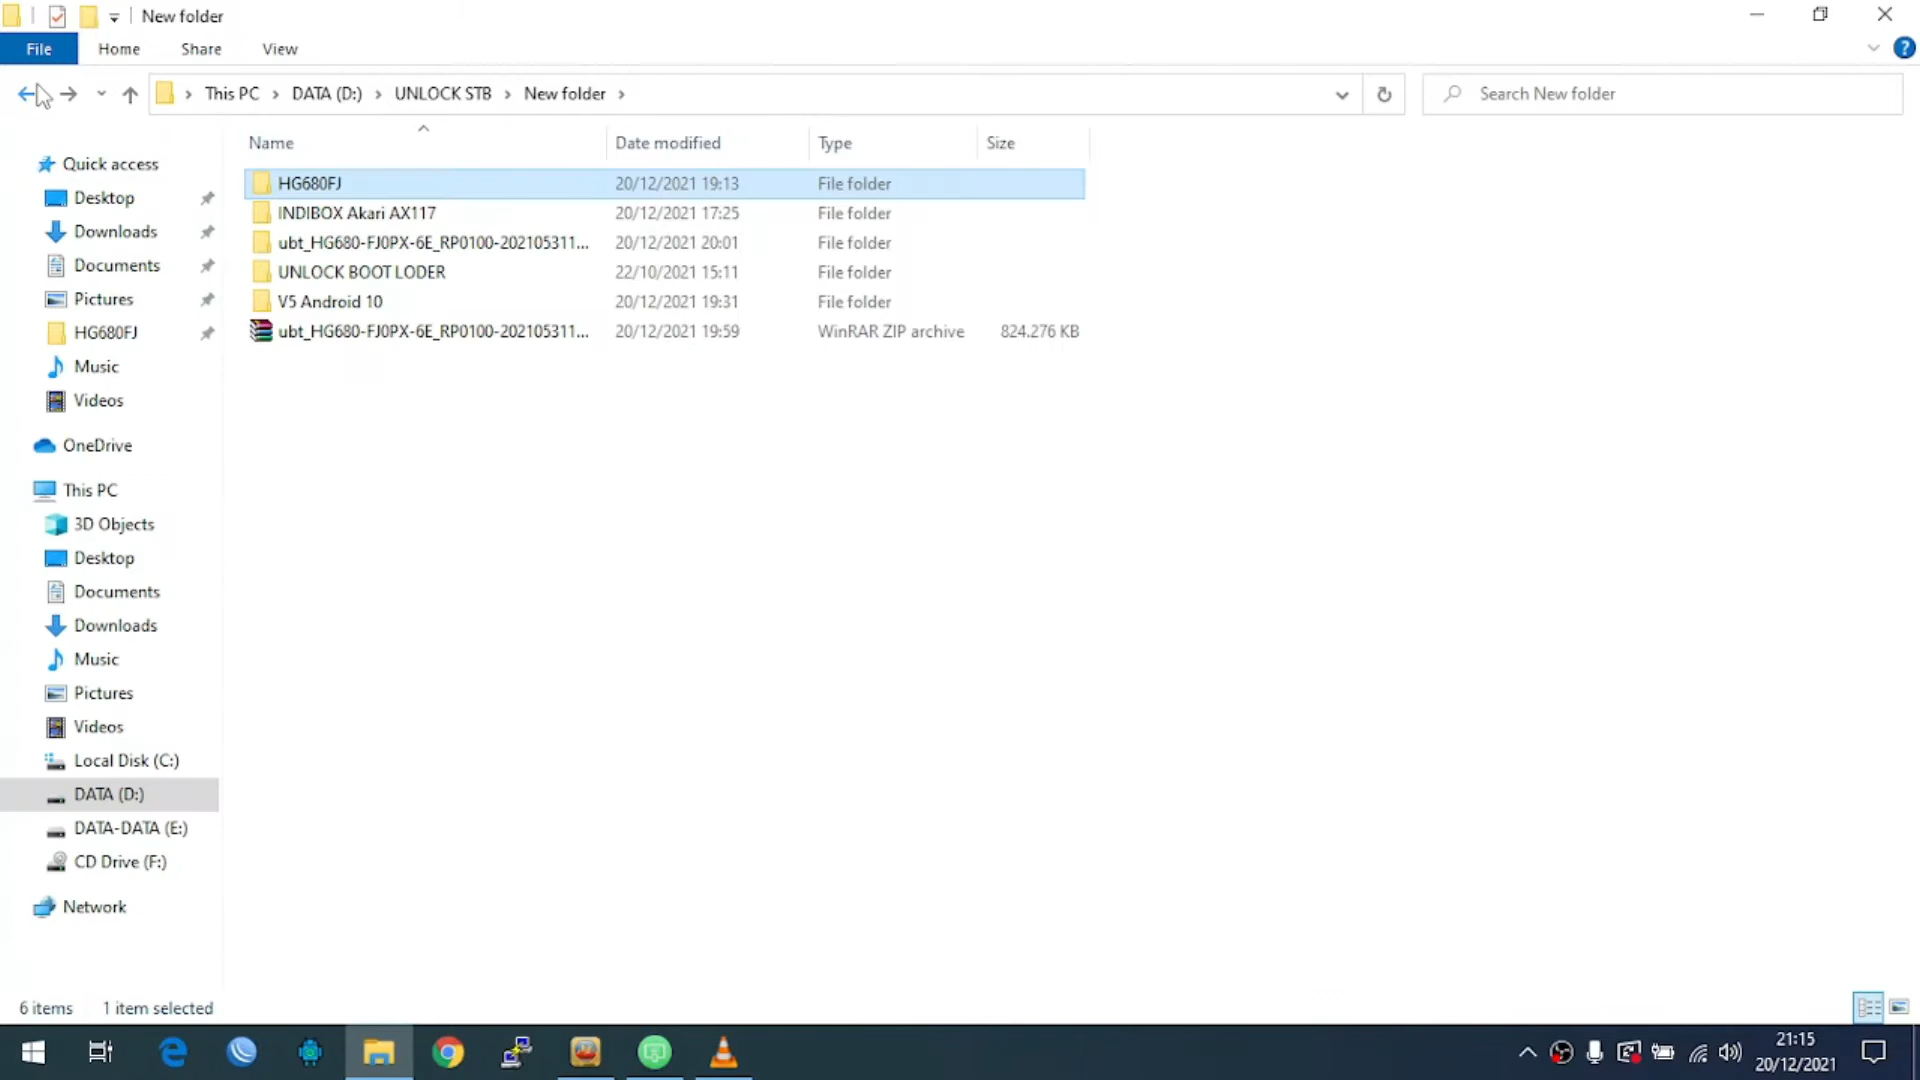 New folder
File Home Share View
This PC DATA (D:) UNLOCK STB New folder Search New folder
Name Date modified Type Size
Quick access
Desktop
Downloads
Documents
Pictures
HG680FJ
Music
Videos
OneDrive
This PC
3D Objects
Desktop
Documents
Downloads
Music
Pictures
Videos
Local Disk (C:)
DATA (D:)
DATA-DATA (E:)
CD Drive (F:)
Network
HG680FJ 20/12/2021 19:13 File folder
INDIBOX Akari AX117 20/12/2021 17:25 File folder
ubt_HG680-FJ0PX-6E_RP0100-202105311... 20/12/2021 20:01 File folder
UNLOCK BOOT LODER 22/10/2021 15:11 File folder
V5 Android 10 20/12/2021 19:31 File folder
ubt_HG680-FJ0PX-6E_RP0100-202105311... 20/12/2021 19:59 WinRAR ZIP archive 824.276 KB
6 items 1 item selected
21:15
20/12/2021